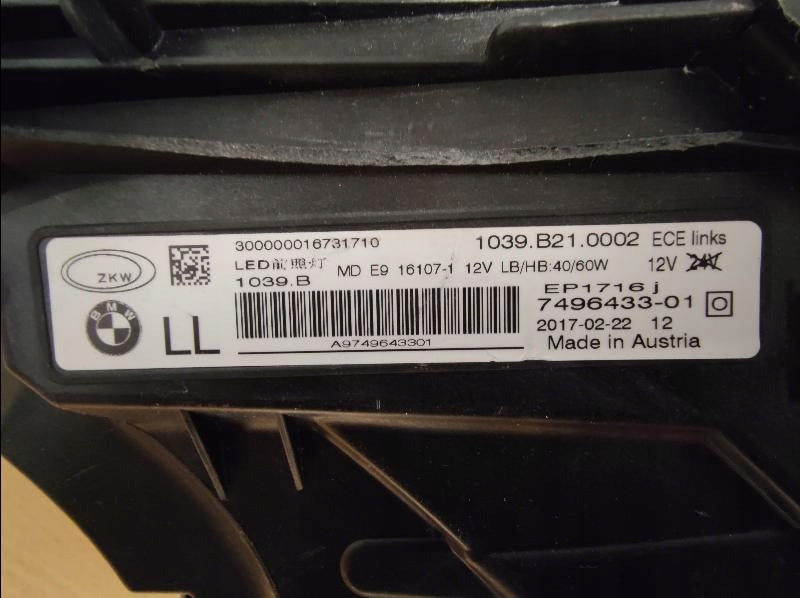 ZKW
BMW
LL
300000016731710
LED前照灯 MD E9 16107-1 12V LB/HB:40/60W
1039.B
A9749643301
1039.B21.0002 ECE links
12V 24V
EP1716j
7496433-01
2017-02-22 12
Made in Austria